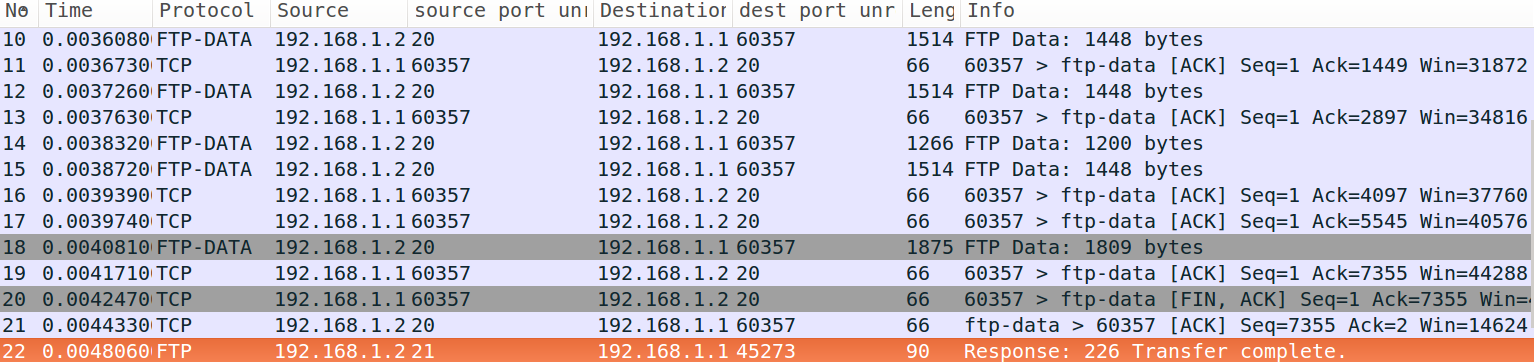 No Time Protocol Source source port unr Destination dest port unr Leng Info
10 0.00360800 FTP-DATA 192.168.1.2 20 192.168.1.1 60357 1514 FTP Data: 1448 bytes
11 0.00367300 TCP 192.168.1.1 60357 192.168.1.2 20 66 60357 > ftp-data [ACK] Seq=1 Ack=1449 Win=31872
12 0.00372600 FTP-DATA 192.168.1.2 20 192.168.1.1 60357 1514 FTP Data: 1448 bytes
13 0.00376300 TCP 192.168.1.1 60357 192.168.1.2 20 66 60357 > ftp-data [ACK] Seq=1 Ack=2897 Win=34816
14 0.00383200 FTP-DATA 192.168.1.2 20 192.168.1.1 60357 1266 FTP Data: 1200 bytes
15 0.00387200 FTP-DATA 192.168.1.2 20 192.168.1.1 60357 1514 FTP Data: 1448 bytes
16 0.00393900 TCP 192.168.1.1 60357 192.168.1.2 20 66 60357 > ftp-data [ACK] Seq=1 Ack=4097 Win=37760
17 0.00397400 TCP 192.168.1.1 60357 192.168.1.2 20 66 60357 > ftp-data [ACK] Seq=1 Ack=5545 Win=40576
18 0.00408100 FTP-DATA 192.168.1.2 20 192.168.1.1 60357 1875 FTP Data: 1809 bytes
19 0.00417100 TCP 192.168.1.1 60357 192.168.1.2 20 66 60357 > ftp-data [ACK] Seq=1 Ack=7355 Win=44288
20 0.00424700 TCP 192.168.1.1 60357 192.168.1.2 20 66 60357 > ftp-data [FIN, ACK] Seq=1 Ack=7355 Win=
21 0.00443300 TCP 192.168.1.2 20 192.168.1.1 60357 66 ftp-data > 60357 [ACK] Seq=7355 Ack=2 Win=14624
22 0.00480600 FTP 192.168.1.2 21 192.168.1.1 45273 90 Response: 226 Transfer complete.